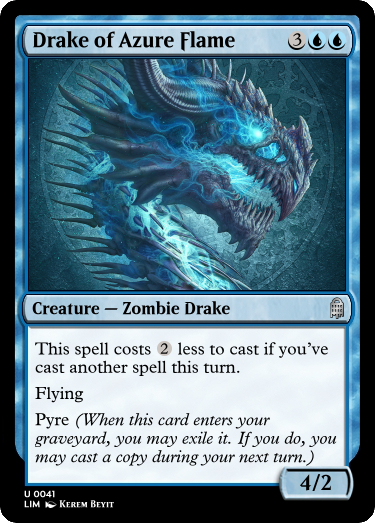 Drake of Azure Flame 3
Creature — Zombie Drake
This spell costs 2 less to cast if you've
cast another spell this turn.
Flying
Pyre (When this card enters your
graveyard, you may exile it. If you do, you
may cast a copy during your next turn.)
4/2
U 0041
LIM Kerem Beyit